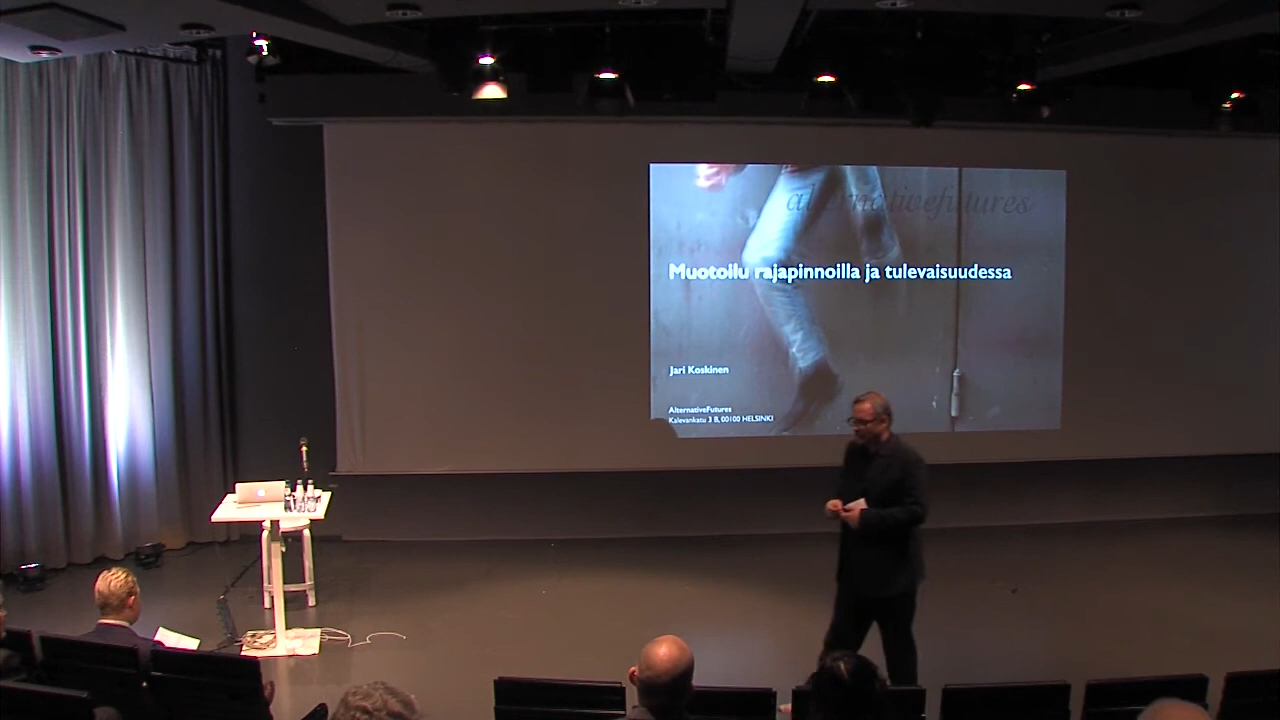 alternativefutures
Muotoilu rajapinnoilla ja tulevaisuudessa
Jari Koskinen
AlternativeFutures
Kalevankatu 3 B, 00100 HELSINKI